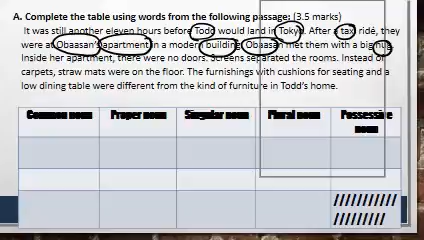 A. Complete the table using words from the following passage: (3.5 marks)
It was still another eleven hours before Todd would land in Tokyo. After a taxi ride, they
were at Obaasan's apartment in a modern building. Obaasan met them with a big hug.
Inside her apartment, there were no doors. Screens separated the rooms. Instead of
carpets, straw mats were on the floor. The furnishings with cushions for seating and a
low dining table were different from the kind of furniture in Todd's home.
Common noun Proper noun Singular noun Plural noun Possessive
noun